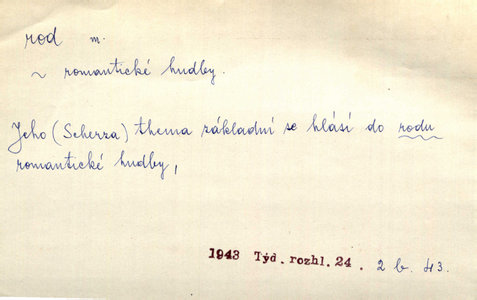 rod m.
~ romantické hudby.
Jeho (Scherza) thema základní se hlásí do rodu
romantické hudby,
1943 Týd. rozhl. 24. 2 b. 43.